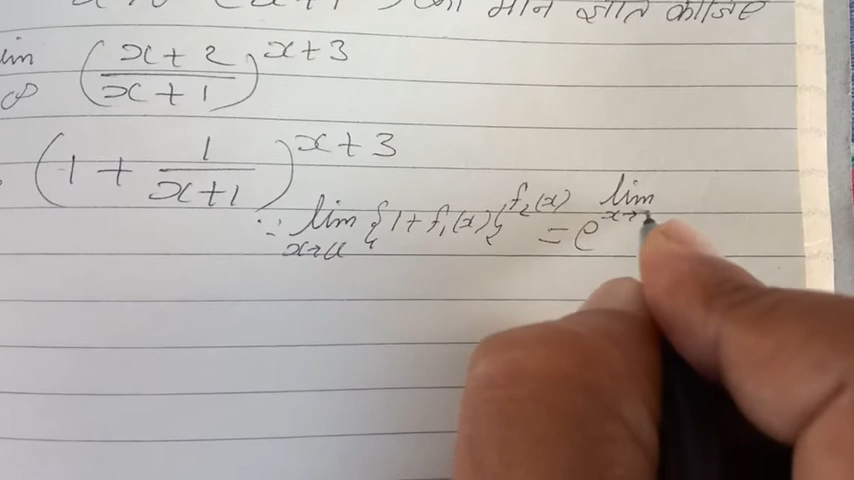 का मान ज्ञात कीजिए
lim (x+2/x+1)^x+3
∞
(1 + 1/x+1)^x+3
∵ lim x→a {1+f₁(x)}^f₂(x) = e^lim x→